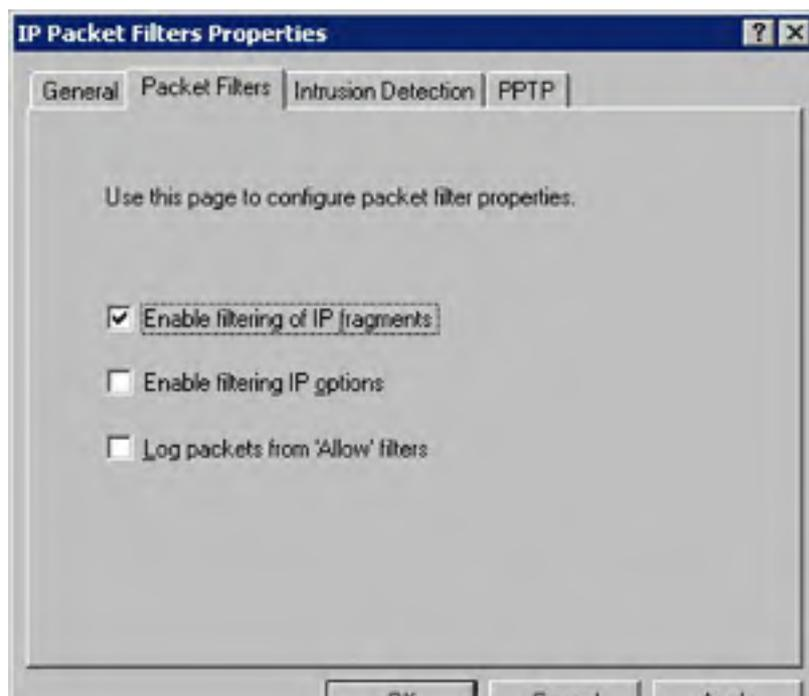 IP Packet Filters Properties
General Packet Filters Intrusion Detection PPTP
Use this page to configure packet filter properties.
Enable filtering of IP fragments
Enable filtering IP options
Log packets from 'Allow' filters